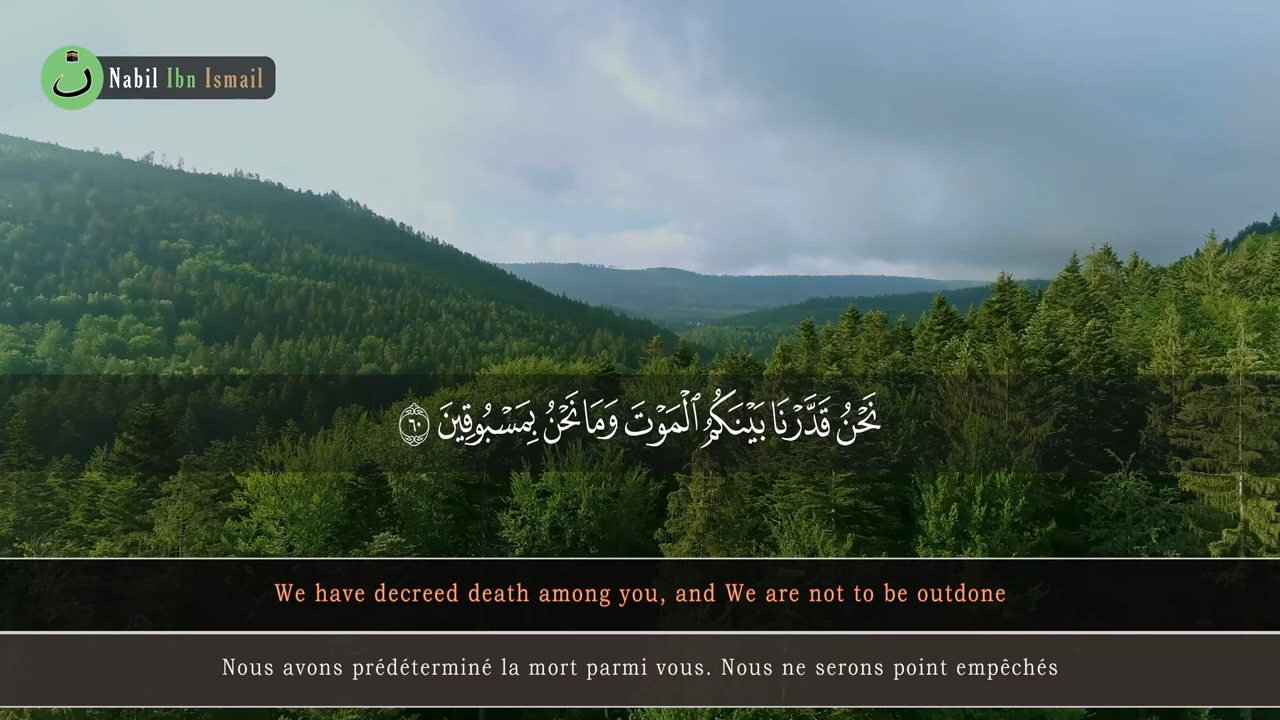 Nabil Ibn Ismail
نَحْنُ قَدَّرْنَا بَيْنَكُمُ ٱلْمَوْتَ وَمَا نَحْنُ بِمَسْبُوقِينَ ٦٠
We have decreed death among you, and We are not to be outdone
Nous avons prédéterminé la mort parmi vous. Nous ne serons point empêchés